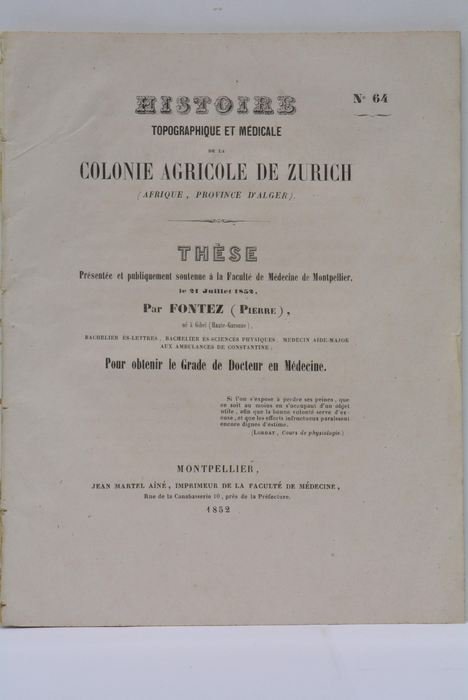 HISTOIRE
N° 64
TOPOGRAPHIQUE ET MÉDICALE
DE LA
COLONIE AGRICOLE DE ZURICH
(AFRIQUE, PROVINCE D'ALGER).
THÈSE
Présentée et publiquement soutenue à la Faculté de Médecine de Montpellier,
le 21 Juillet 1852,
Par FONTEZ (PIERRE),
né à Gibel (Haute-Garonne),
BACHELIER ÈS-LETTRES, BACHELIER ÈS-SCIENCES PHYSIQUES, MÉDECIN AIDE-MAJOR
AUX AMBULANCES DE CONSTANTINE;
Pour obtenir le Grade de Docteur en Médecine.
Si l'on s'expose à perdre ses peines, que
ce soit au moins en s'occupant d'un objet
utile, afin que la bonne volonté serve d'ex-
cuse, et que les efforts infructueux paraissent
encore dignes d'estime.
(LORDAT, Cours de physiologie.)
MONTPELLIER,
JEAN MARTEL AÎNÉ, IMPRIMEUR DE LA FACULTÉ DE MÉDECINE,
Rue de la Canabasserie 10, près de la Préfecture.
1852